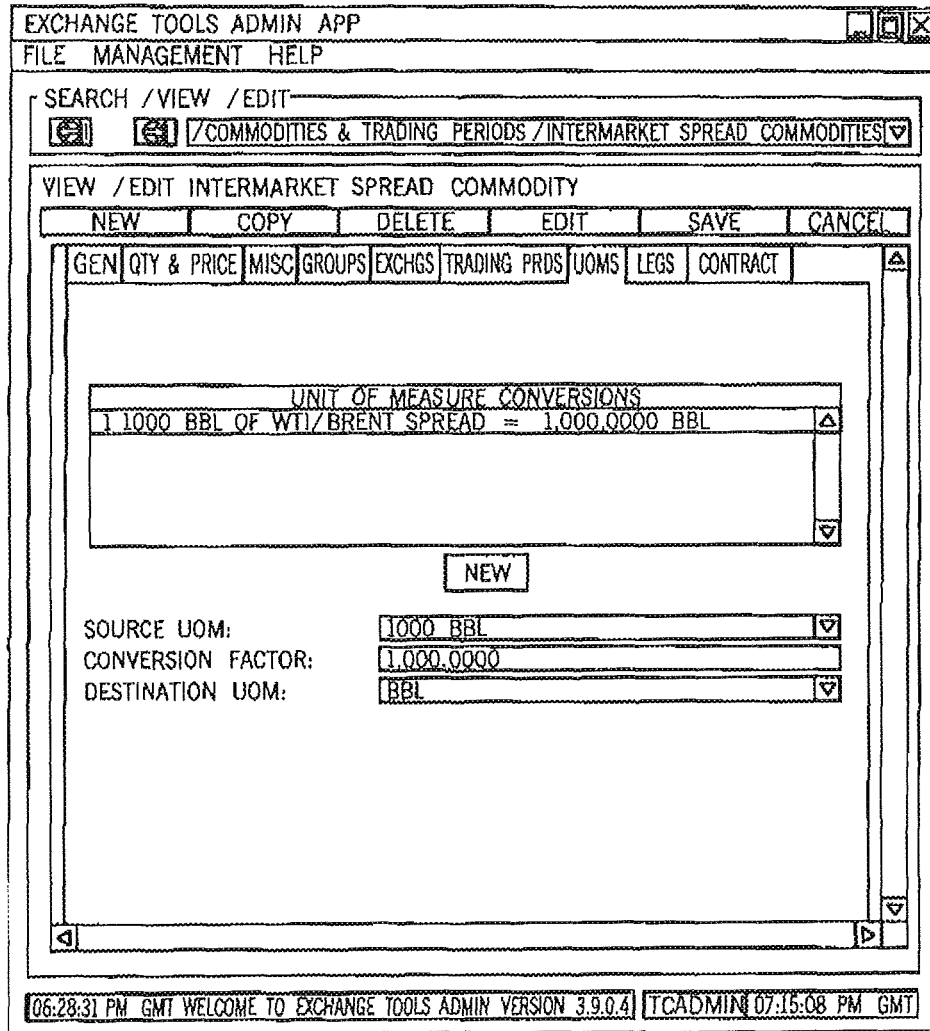 EXCHANGE TOOLS ADMIN APP
FILE MANAGEMENT HELP
SEARCH /VIEW /EDIT
/COMMODITIES & TRADING PERIODS /INTERMARKET SPREAD COMMODITIES
VIEW /EDIT INTERMARKET SPREAD COMMODITY
NEW COPY DELETE EDIT SAVE CANCEL
GEN QTY & PRICE MISC GROUPS EXCHGS TRADING PRDS UOMS LEGS CONTRACT
UNIT OF MEASURE CONVERSIONS
1 1000 BBL OF WTI/BRENT SPREAD = 1,000,0000 BBL
NEW
SOURCE UOM: 1000 BBL
CONVERSION FACTOR: 1,000,0000
DESTINATION UOM: BBL
06:28:31 PM GMT WELCOME TO EXCHANGE TOOLS ADMIN VERSION 3.9.0.4 TCADMIN 07:15:08 PM GMT